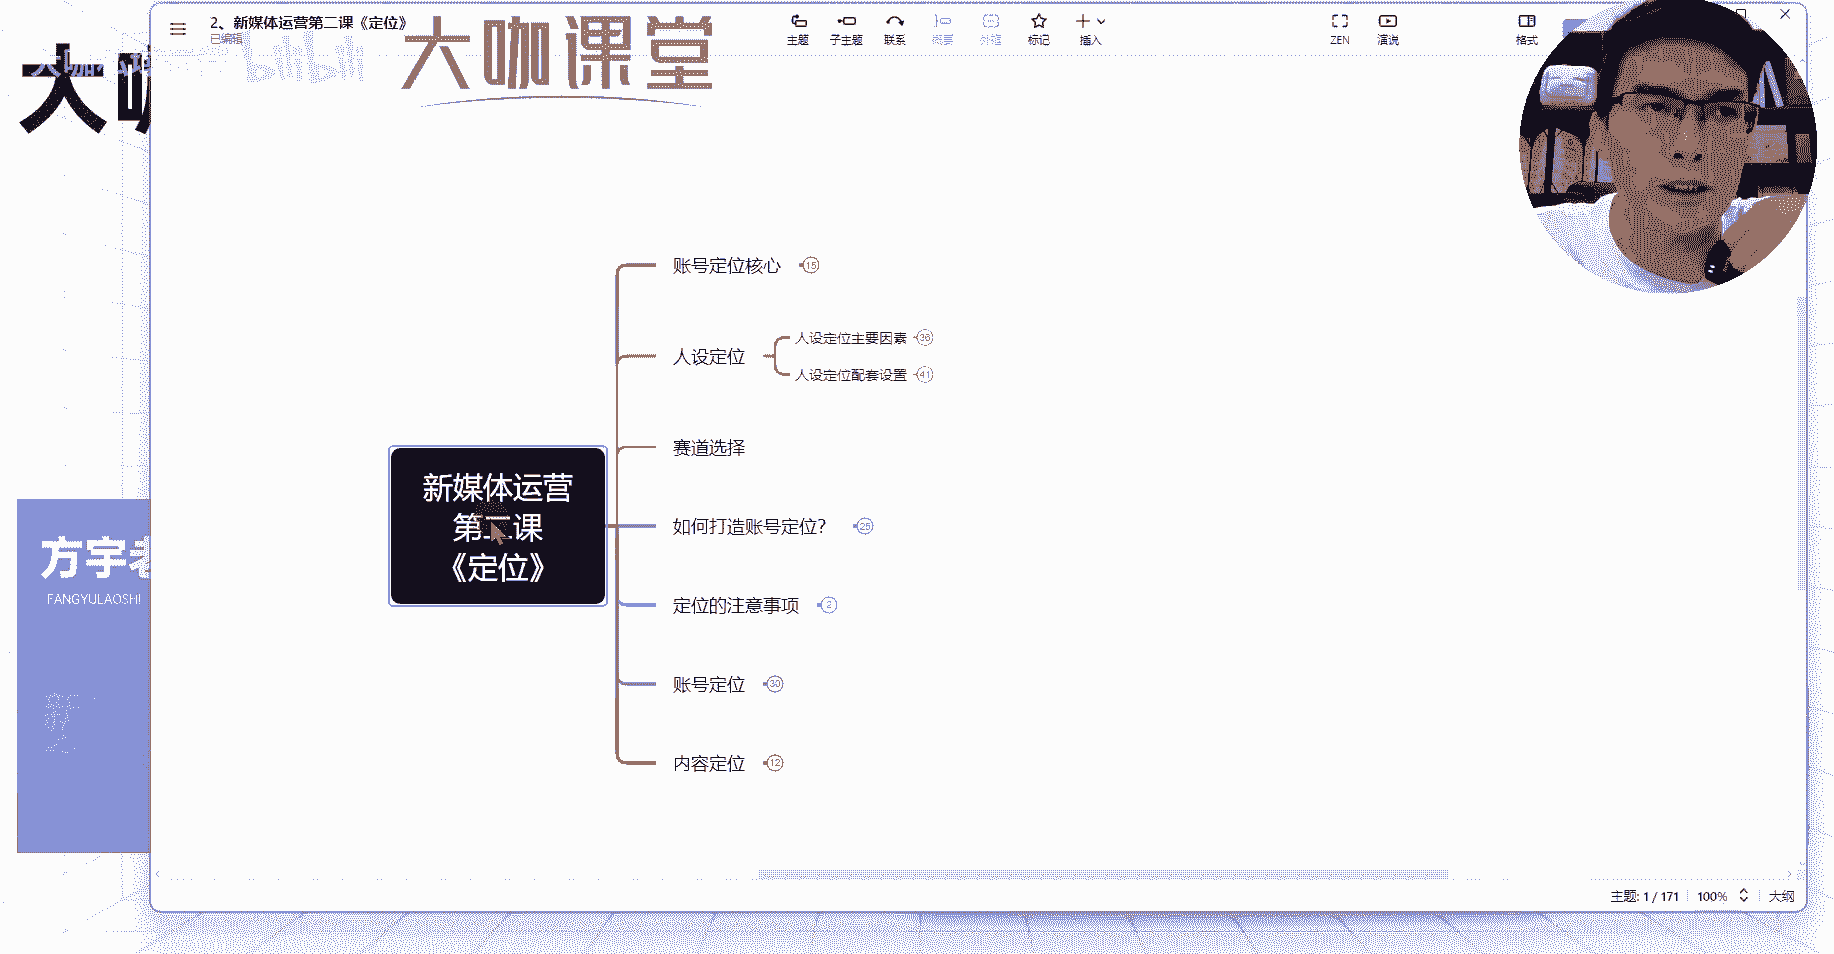 2、新媒体运营第二课《定位》
已编辑
bilibili
大咖课堂
主题
子主题
联系
概要
外框
标记
插入
ZEN
演说
格式
大咖
账号定位核心 15
人设定位
人设定位主要因素 36
人设定位配套设置 41
赛道选择
新媒体运营
第二课
《定位》
如何打造账号定位？ 25
定位的注意事项 2
账号定位 30
内容定位 12
方宇老
FANGYULAOSHI
主题: 1 / 171
100%
大纲